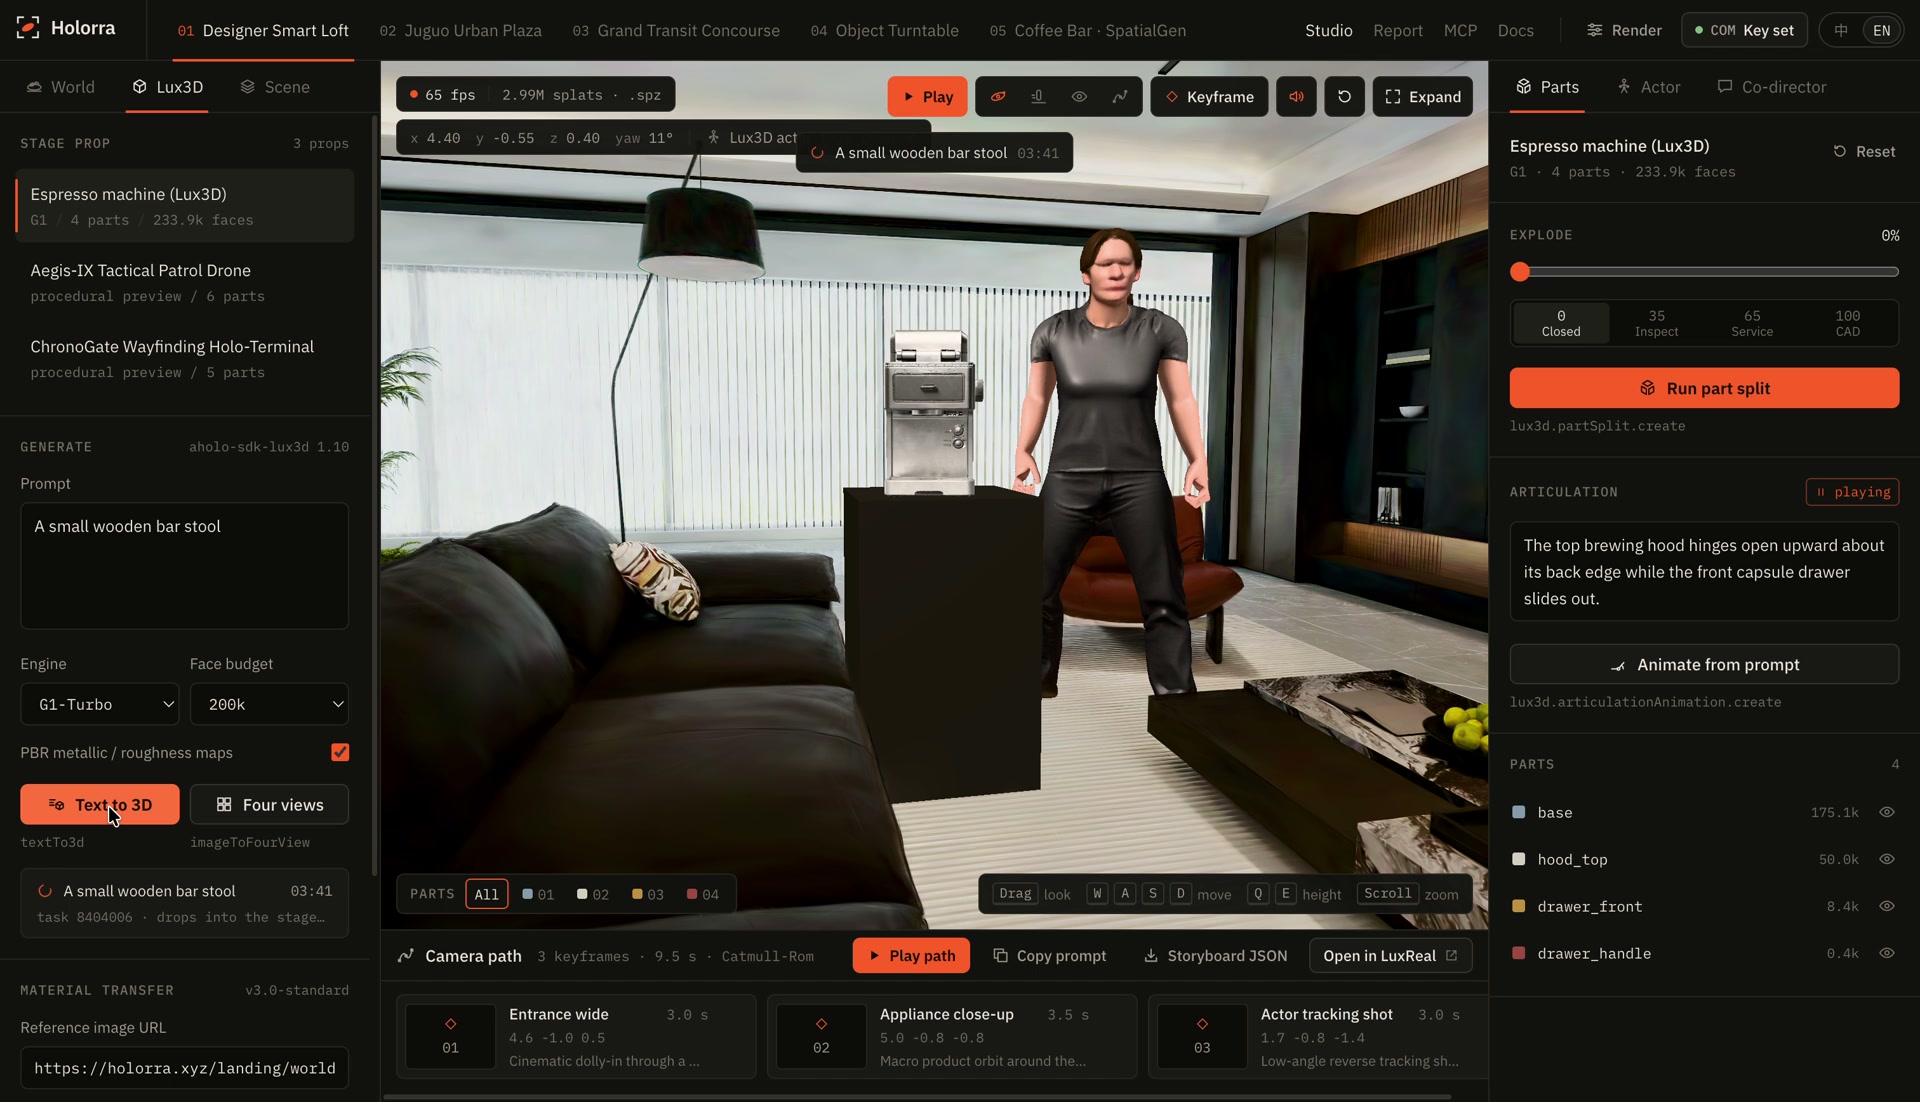 Holorra
01 Designer Smart Loft
02 Juguo Urban Plaza
03 Grand Transit Concourse
04 Object Turntable
05 Coffee Bar · SpatialGen
Studio
Report
MCP
Docs
Render
COM Key set
中
EN
World
Lux3D
Scene
STAGE PROP
3 props
Espresso machine (Lux3D)
G1 / 4 parts / 233.9k faces
Aegis-IX Tactical Patrol Drone
procedural preview / 6 parts
ChronoGate Wayfinding Holo-Terminal
procedural preview / 5 parts
GENERATE
aholo-sdk-lux3d 1.10
Prompt
A small wooden bar stool
Engine
Face budget
G1-Turbo
200k
PBR metallic / roughness maps
Text to 3D
Four views
textTo3d
imageToFourView
A small wooden bar stool 03:41
task 8404006 · drops into the stage…
MATERIAL TRANSFER
v3.0-standard
Reference image URL
https://holorra.xyz/landing/world
65 fps
2.99M splats · .spz
Play
Keyframe
Expand
x 4.40 y -0.55 z 0.40 yaw 11°
Lux3D act
A small wooden bar stool 03:41
PARTS All 01 02 03 04
Drag look W A S D move Q E height Scroll zoom
Camera path
3 keyframes · 9.5 s · Catmull-Rom
Play path
Copy prompt
Storyboard JSON
Open in LuxReal
01
Entrance wide 3.0 s
4.6 -1.0 0.5
Cinematic dolly-in through a ...
02
Appliance close-up 3.5 s
5.0 -0.8 -0.8
Macro product orbit around the...
03
Actor tracking shot 3.0 s
1.7 -0.8 -1.4
Low-angle reverse tracking sh...
Parts
Actor
Co-director
Espresso machine (Lux3D)
G1 · 4 parts · 233.9k faces
Reset
EXPLODE
0%
0
Closed
35
Inspect
65
Service
100
CAD
Run part split
lux3d.partSplit.create
ARTICULATION
playing
The top brewing hood hinges open upward about
its back edge while the front capsule drawer
slides out.
Animate from prompt
lux3d.articulationAnimation.create
PARTS
4
base 175.1k
hood_top 50.0k
drawer_front 8.4k
drawer_handle 0.4k